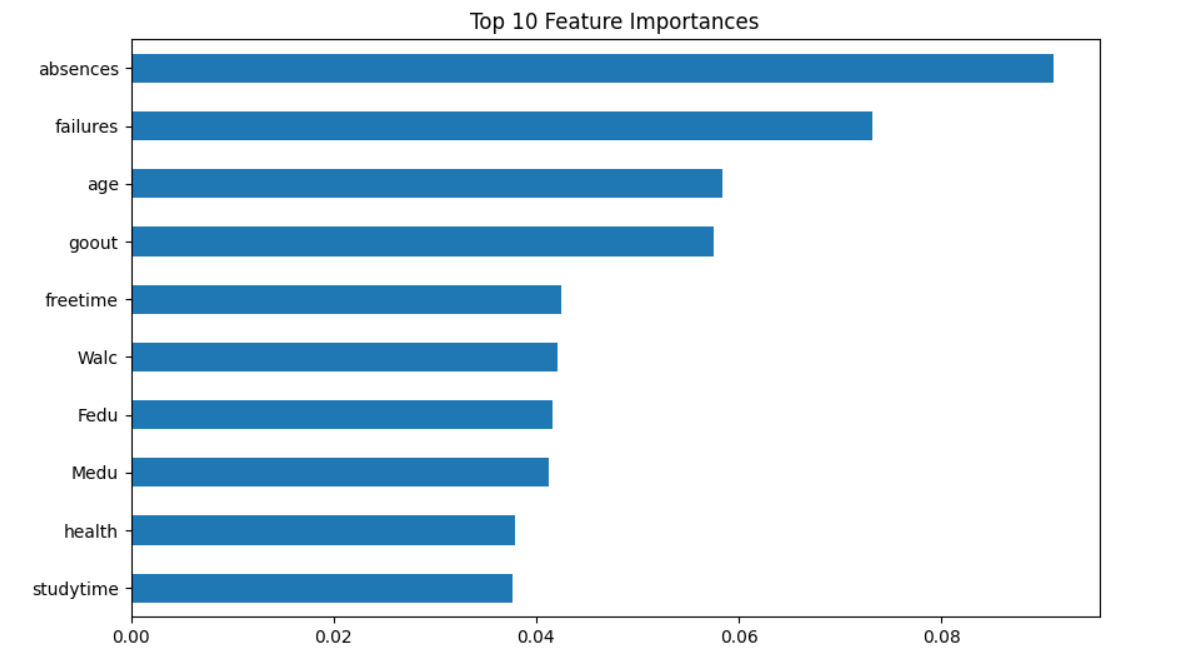 Top 10 Feature Importances
absences
failures
age
goout
freetime
Walc
Fedu
Medu
health
studytime
0.00 0.02 0.04 0.06 0.08